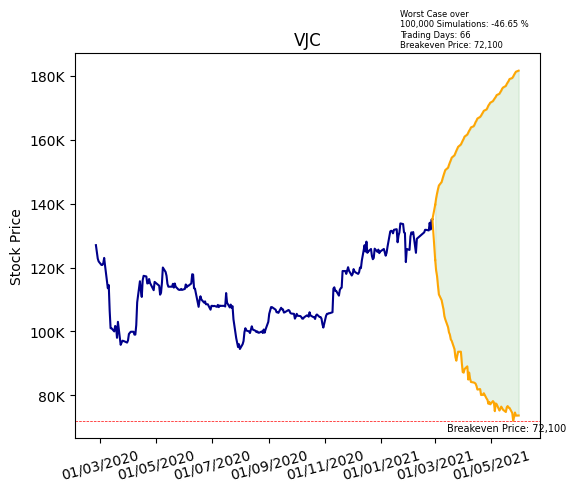 Worst Case over
100,000 Simulations: -46.65 %
Trading Days: 66
Breakeven Price: 72,100
VJC
Stock Price
180K
160K
140K
120K
100K
80K
Breakeven Price: 72,100
01/03/2020
01/05/2020
01/07/2020
01/09/2020
01/11/2020
01/01/2021
01/03/2021
01/05/2021